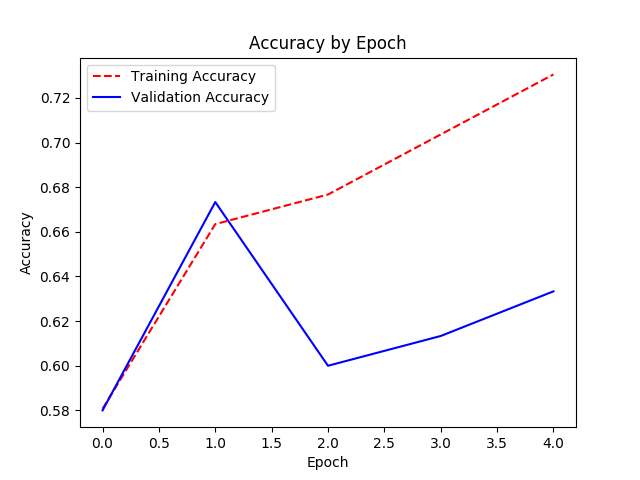 Accuracy by Epoch
Training Accuracy
Validation Accuracy
0.72
0.70
0.68
0.66
0.64
0.62
0.60
0.58
Accuracy
0.0 0.5 1.0 1.5 2.0 2.5 3.0 3.5 4.0
Epoch